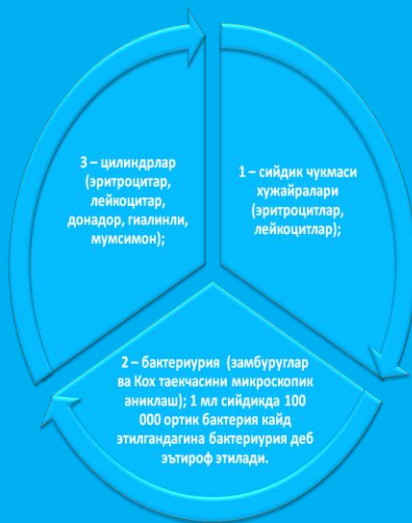 3 – цилиндрлар
(эритроцитар,
лейкоцитар,
донадор, гиалинли,
мумсимон);
1 – сийдик чукмаси
хужайралари
(эритроцитлар,
лейкоцитлар);
2 – бактериурия (замбуруглар
ва Кох таекчасини микроскопик
аниклаш); 1 мл сийдикда 100
000 ортик бактерия кайд
этилгандагина бактериурия деб
эътироф этилади.